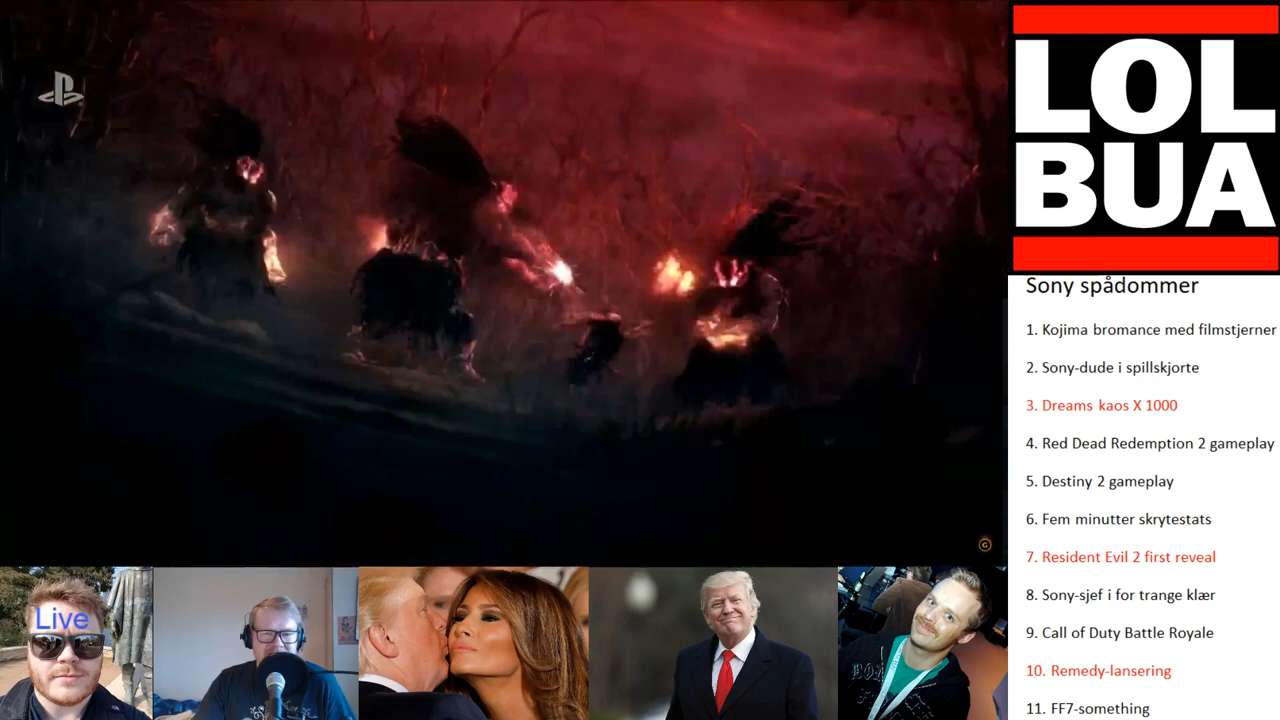 LOL
BUA
Sony spådommer
1. Kojima bromance med filmstjerner
2. Sony-dude i spillskjorte
3. Dreams kaos X 1000
4. Red Dead Redemption 2 gameplay
5. Destiny 2 gameplay
6. Fem minutter skrytestats
7. Resident Evil 2 first reveal
8. Sony-sjef i for trange klær
9. Call of Duty Battle Royale
10. Remedy-lansering
11. FF7-something
Live